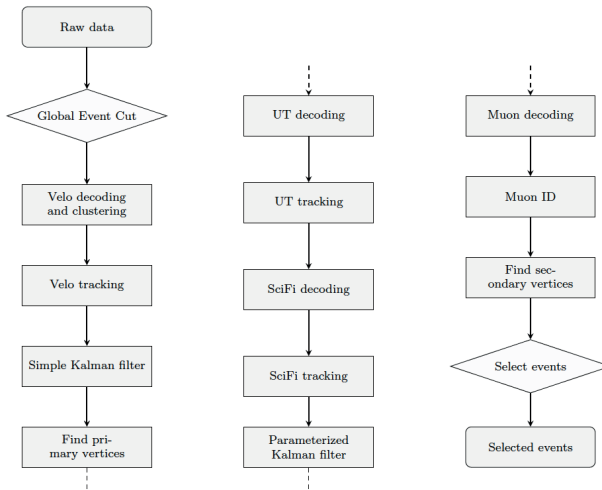 Raw data
Global Event Cut
Velo decoding
and clustering
Velo tracking
Simple Kalman filter
Find pri-
mary vertices
UT decoding
UT tracking
SciFi decoding
SciFi tracking
Parameterized
Kalman filter
Muon decoding
Muon ID
Find sec-
ondary vertices
Select events
Selected events